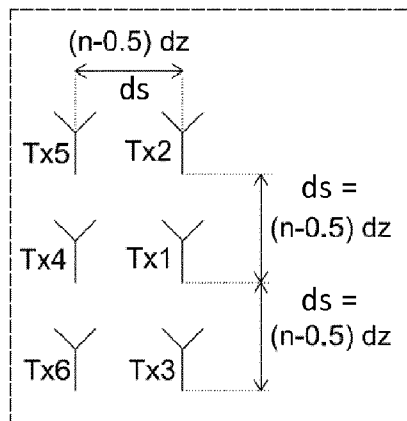 (n-0.5) dz
ds
Tx5
Tx2
ds =
(n-0.5) dz
Tx4
Tx1
ds =
(n-0.5) dz
Tx6
Tx3